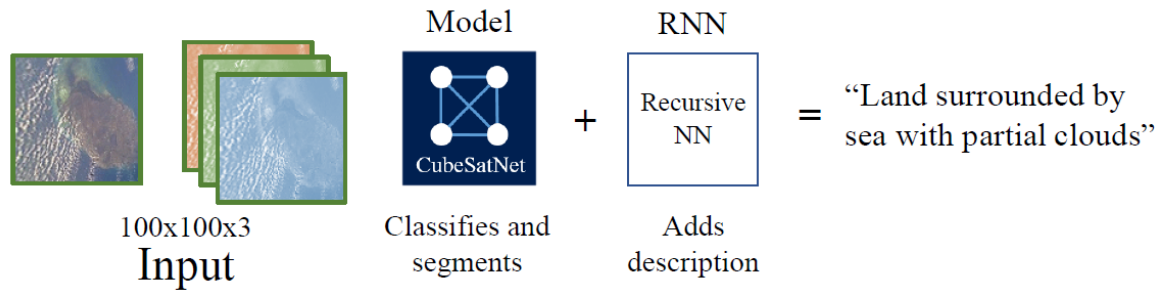 Model
RNN
CubeSatNet
+
Recursive
NN
=
“Land surrounded by
sea with partial clouds”
100x100x3
Input
Classifies and
segments
Adds
description